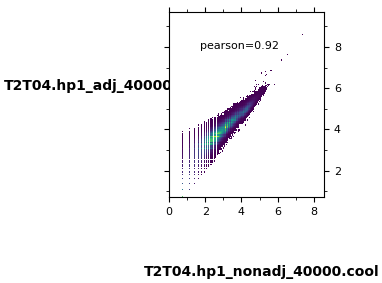 pearson=0.92
T2T04.hp1_adj_40000
8
6
4
2
0 2 4 6 8
T2T04.hp1_nonadj_40000.cool